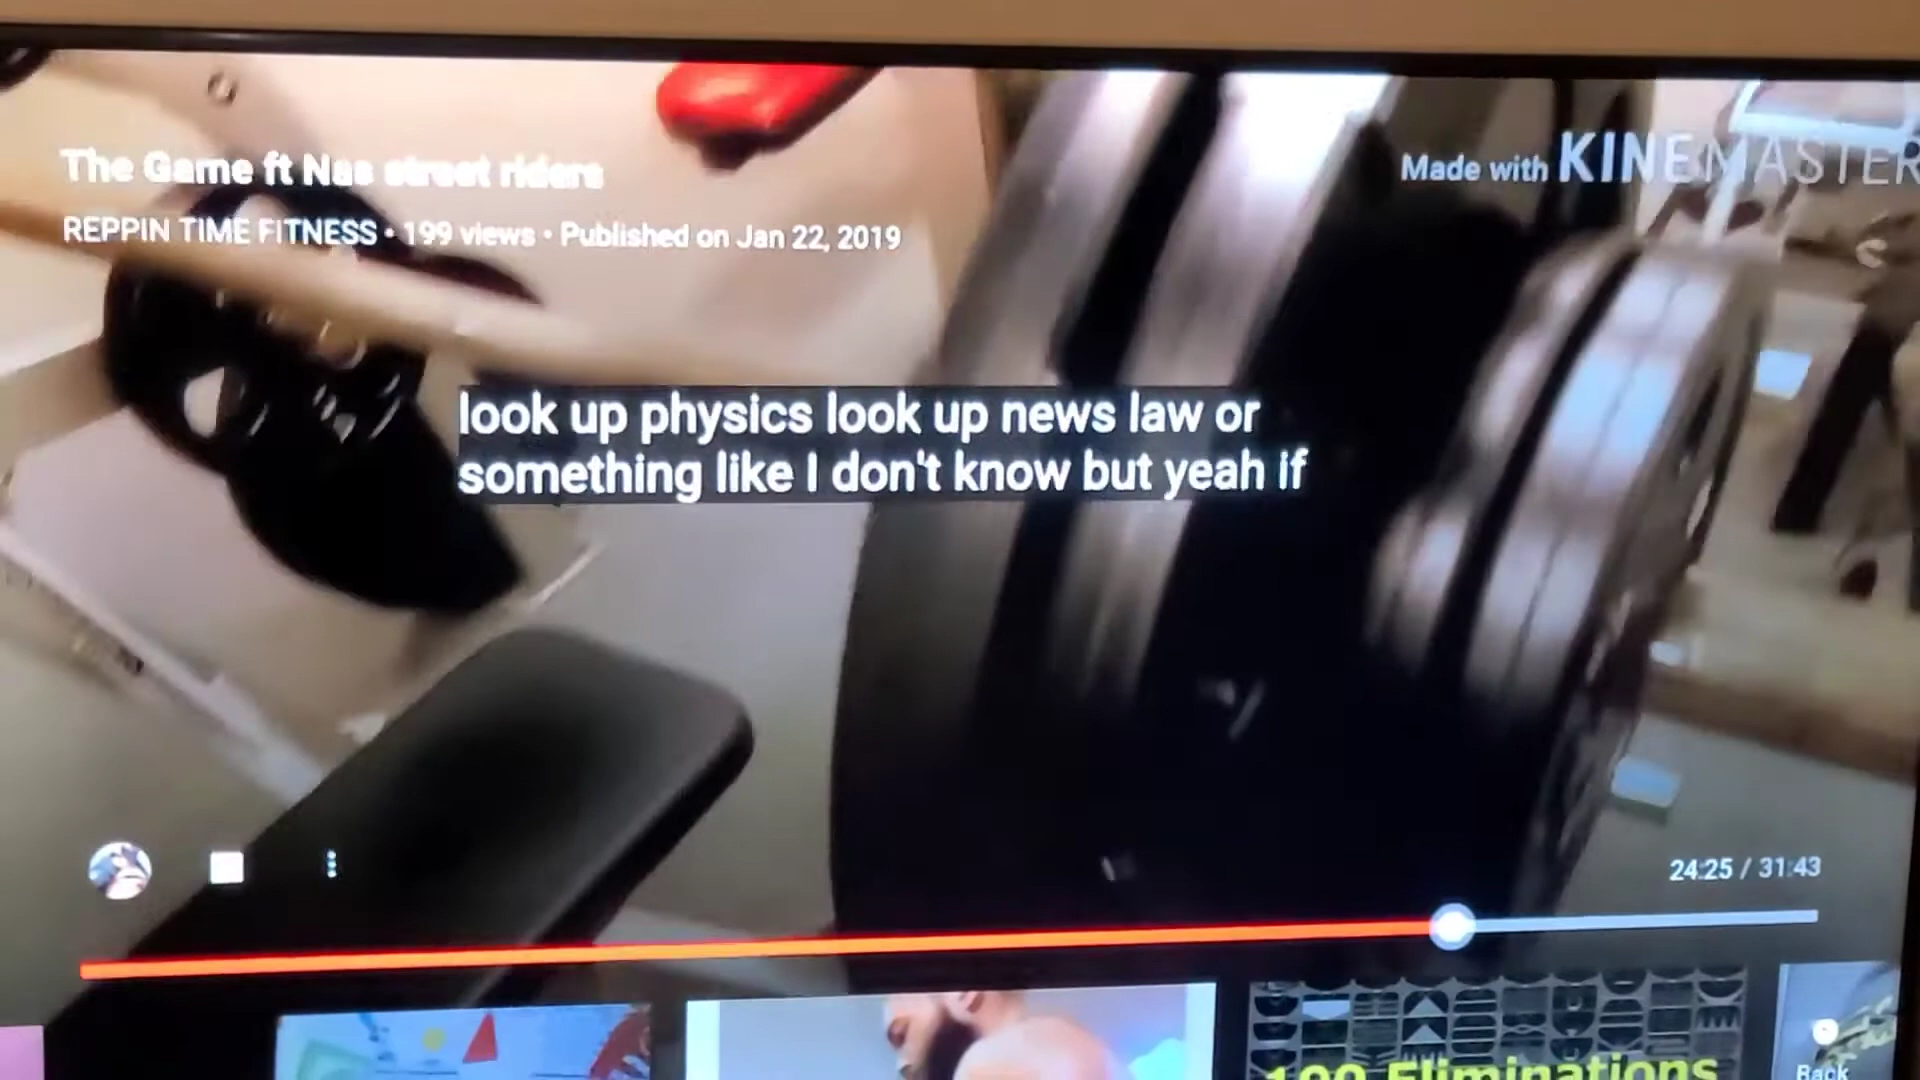 The Game ft Nas street riders
Made with KINEMASTER
REPPIN TIME FITNESS • 199 views • Published on Jan 22, 2019
look up physics look up news law or
something like I don't know but yeah if
24:25 / 31:43
100 Eliminations
Back